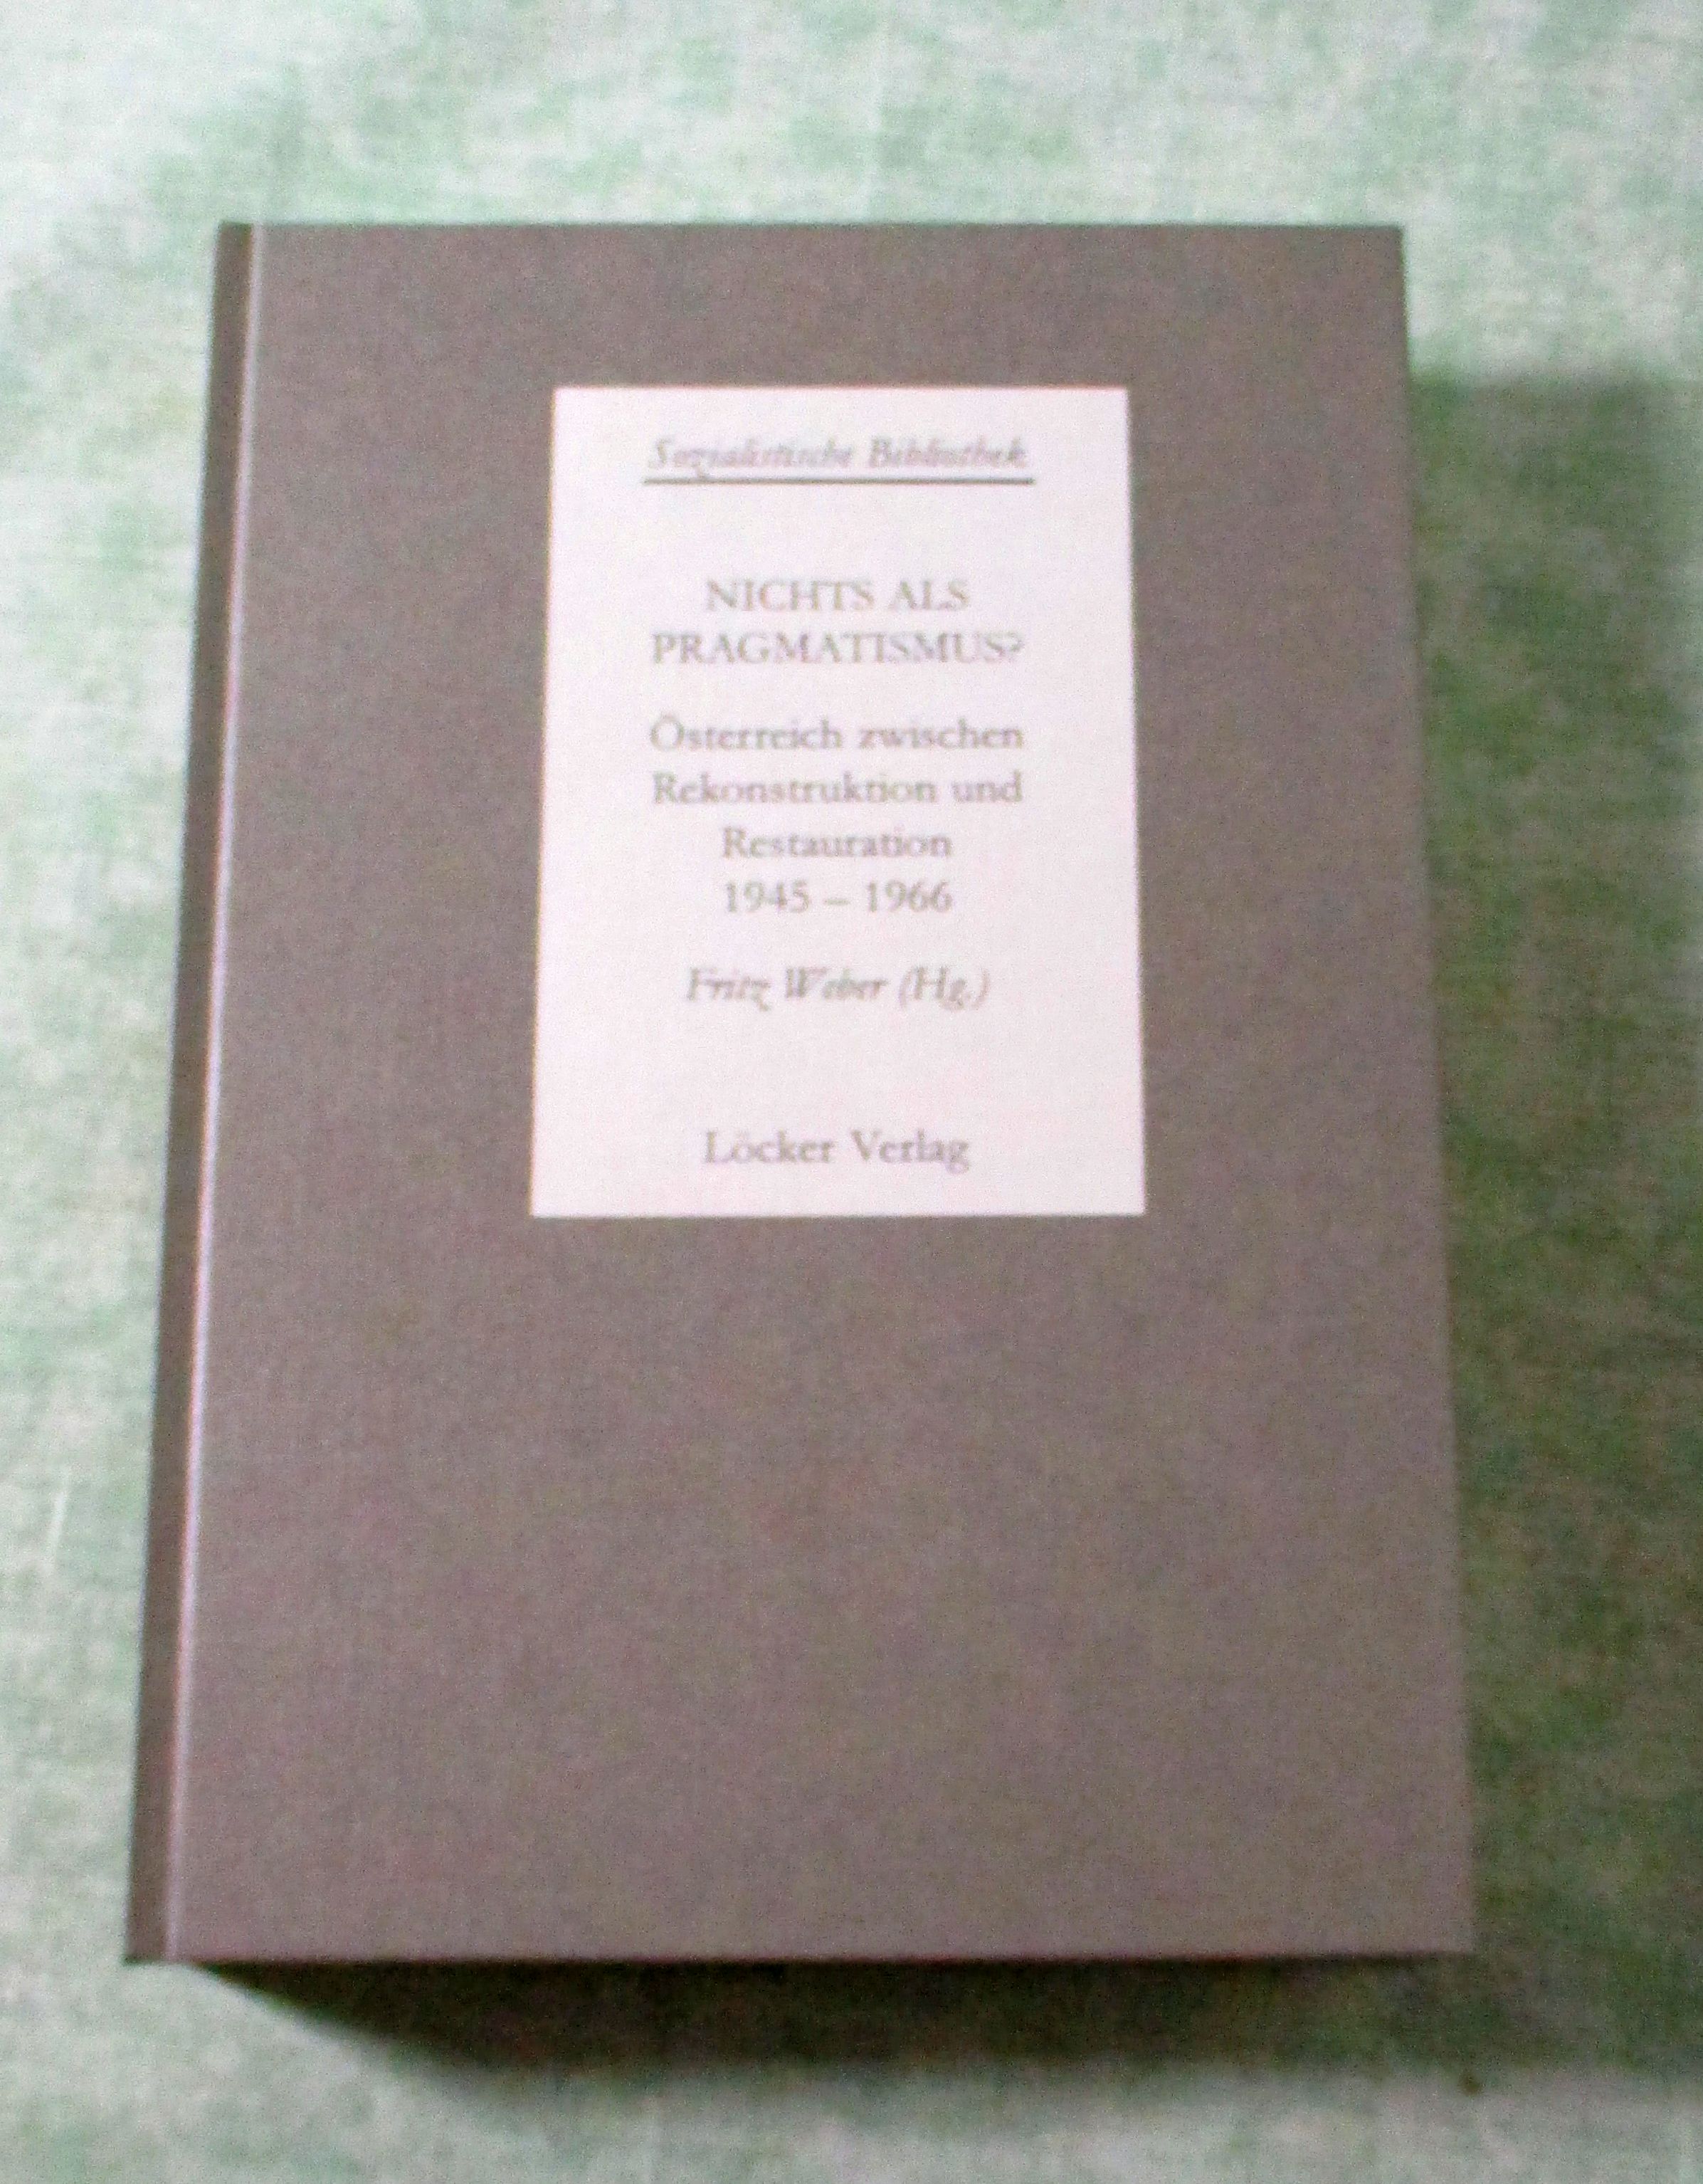 Sozialistische Bibliothek
NICHTS ALS
PRAGMATISMUS?
Österreich zwischen
Rekonstruktion und
Restauration
1945 – 1966
Fritz Weber (Hg.)
Löcker Verlag